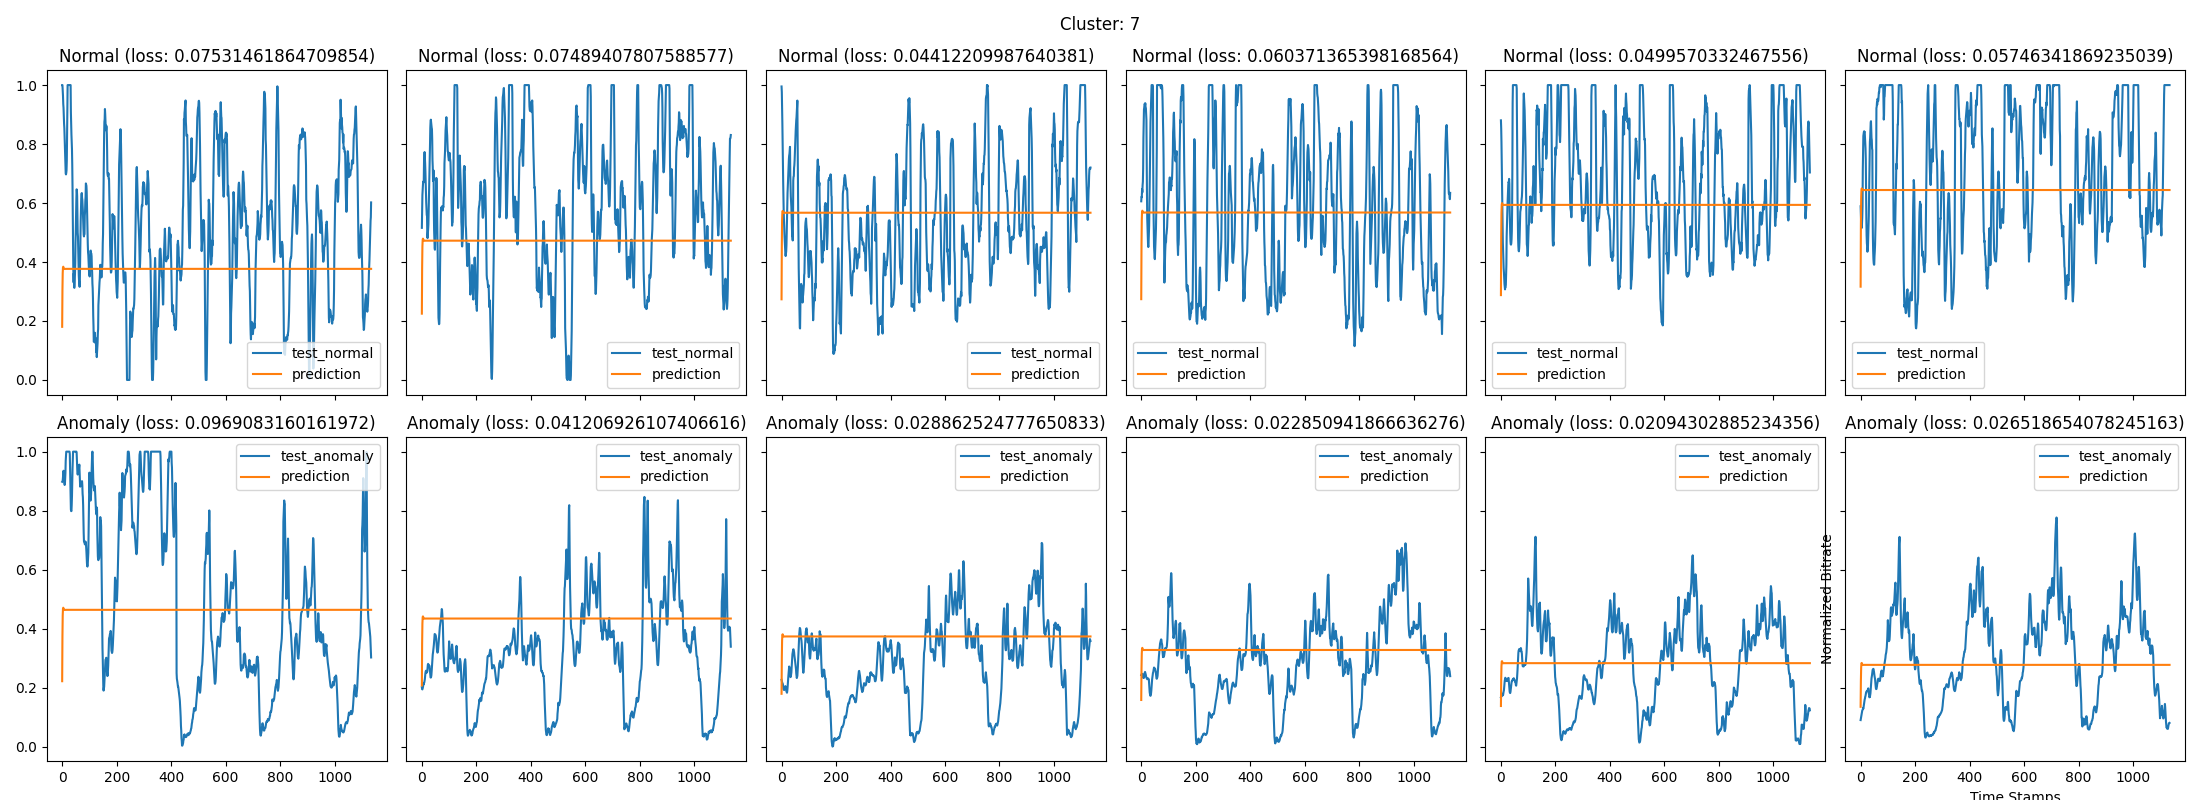 Cluster: 7
Normal (loss: 0.07531461864709854)
Normal (loss: 0.07489407807588577)
Normal (loss: 0.04412209987640381)
Normal (loss: 0.060371365398168564)
Normal (loss: 0.0499570332467556)
Normal (loss: 0.05746341869235039)
1.0
0.8
0.6
0.4
0.2
0.0
test_normal
prediction
test_normal
prediction
test_normal
prediction
test_normal
prediction
test_normal
prediction
test_normal
prediction
Anomaly (loss: 0.0969083160161972)
Anomaly (loss: 0.041206926107406616)
Anomaly (loss: 0.028862524777650833)
Anomaly (loss: 0.022850941866636276)
Anomaly (loss: 0.02094302885234356)
Anomaly (loss: 0.026518654078245163)
1.0
0.8
0.6
0.4
0.2
0.0
test_anomaly
prediction
test_anomaly
prediction
test_anomaly
prediction
test_anomaly
prediction
test_anomaly
prediction
test_anomaly
prediction
Normalized Bitrate
0 200 400 600 800 1000
0 200 400 600 800 1000
0 200 400 600 800 1000
0 200 400 600 800 1000
0 200 400 600 800 1000
0 200 400 600 800 1000
Time Stamps